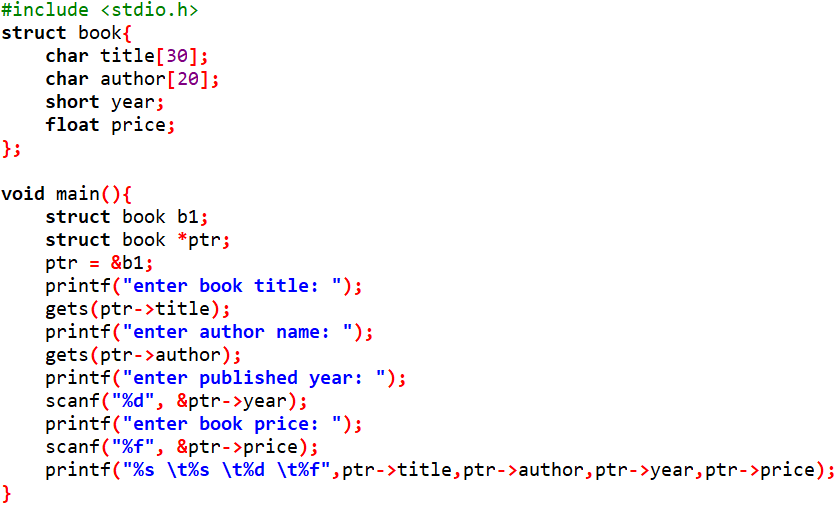 #include <stdio.h>
struct book{
    char title[30];
    char author[20];
    short year;
    float price;
};

void main(){
    struct book b1;
    struct book *ptr;
    ptr = &b1;
    printf("enter book title: ");
    gets(ptr->title);
    printf("enter author name: ");
    gets(ptr->author);
    printf("enter published year: ");
    scanf("%d", &ptr->year);
    printf("enter book price: ");
    scanf("%f", &ptr->price);
    printf("%s \t%s \t%d \t%f",ptr->title,ptr->author,ptr->year,ptr->price);
}